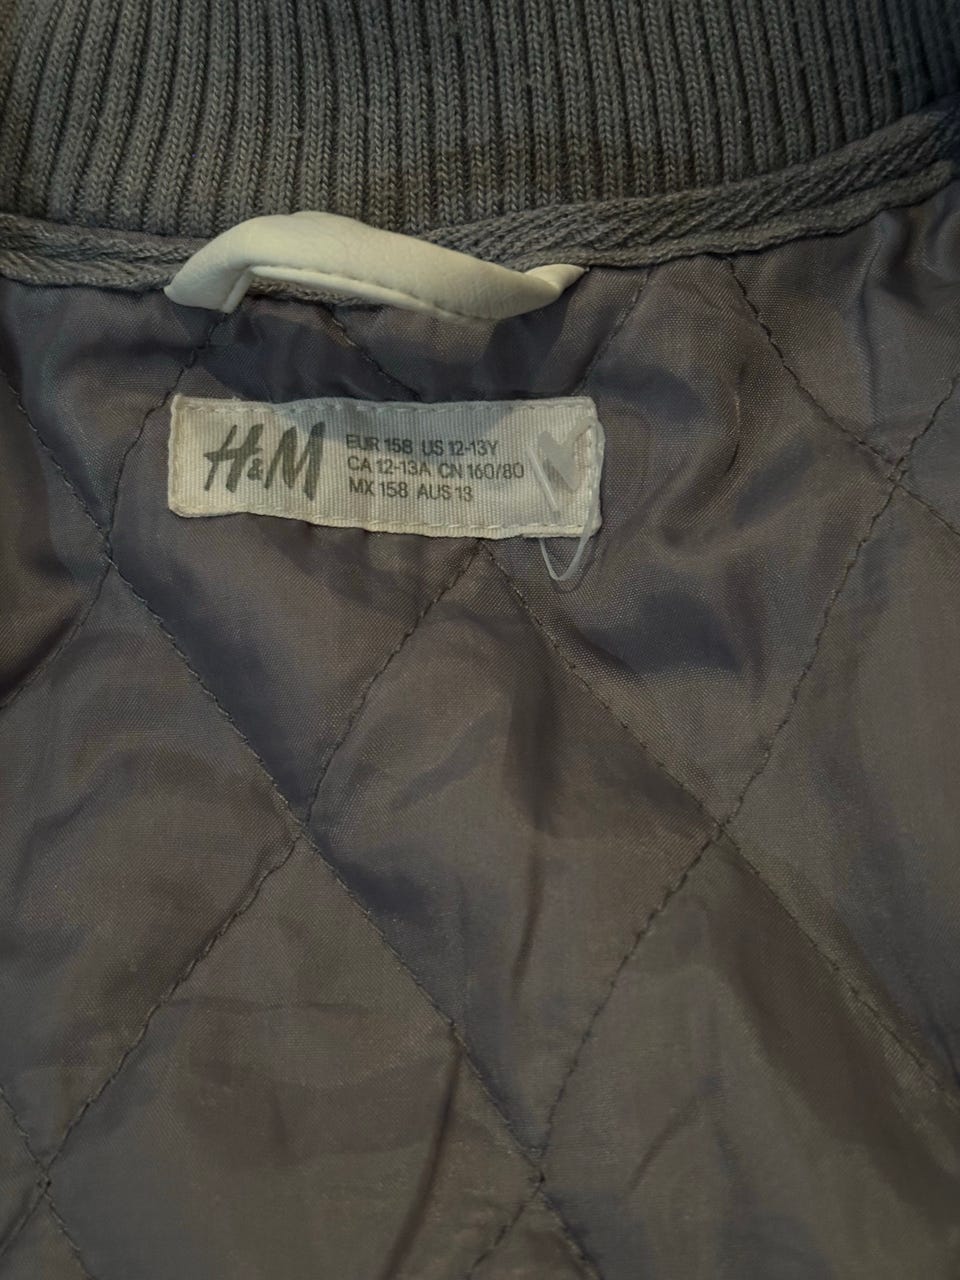 H&M
EUR 158 US 12-13Y
CA 12-13A CN 160/80
MX 158 AUS 13